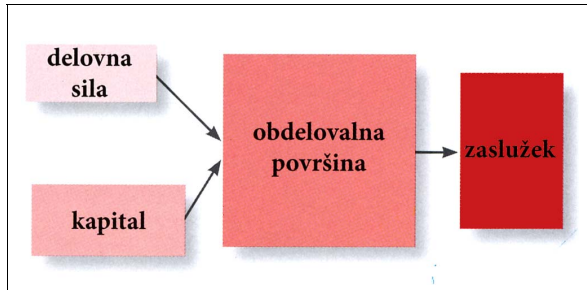 delovna
sila
kapital
obdelovalna
površina
zaslužek